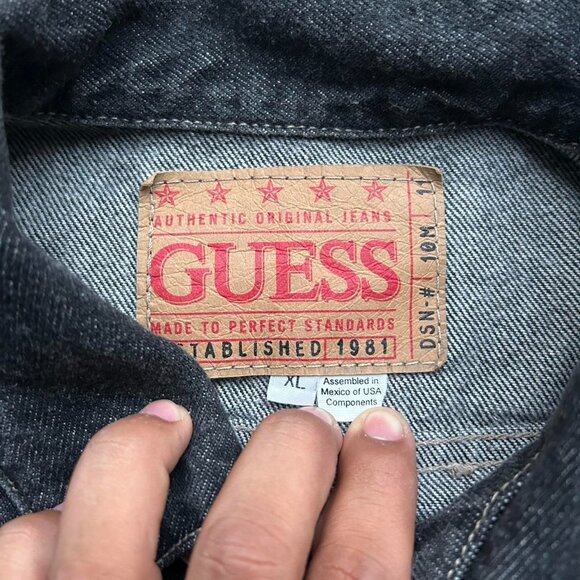 AUTHENTIC ORIGINAL JEANS
GUESS
MADE TO PERFECT STANDARDS
ESTABLISHED 1981
DSN-# 10M 11
XL
Assembled in
Mexico of USA
Components